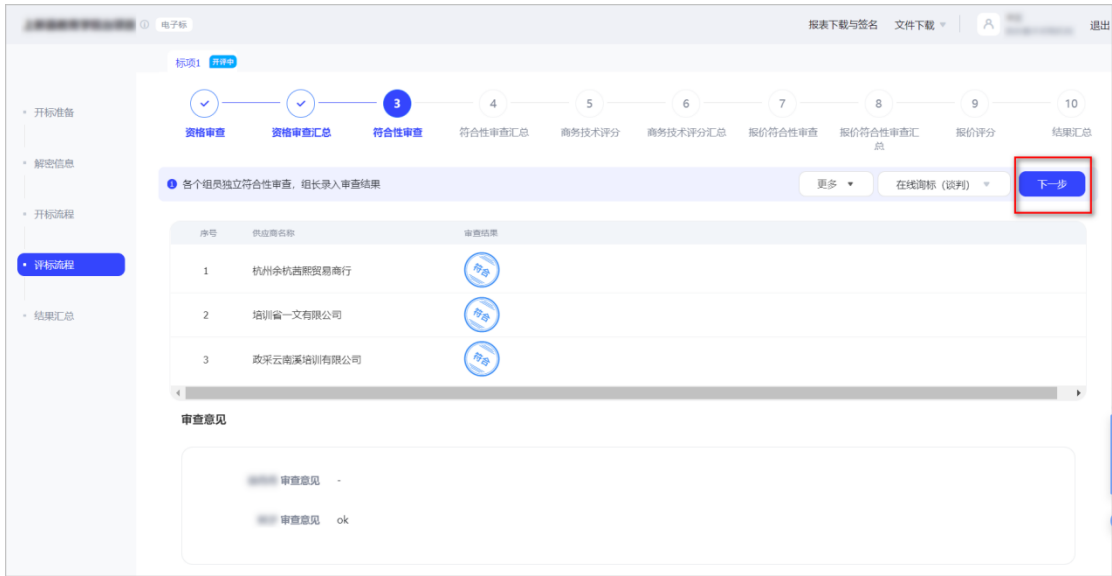 电子标 报表下载与签名 文件下载 退出
标项1 开评中
3 4 5 6 7 8 9 10
资格审查 资格审查汇总 符合性审查 符合性审查汇总 商务技术评分 商务技术评分汇总 报价符合性审查 报价符合性审查汇 报价评分 结果汇总
总
开标准备
解密信息
开标流程
评标流程
结果汇总
各个组员独立符合性审查，组长录入审查结果 更多 在线询标（谈判） 下一步
序号 供应商名称 审查结果
1 杭州余杭茜熙贸易商行 符合
2 培训省一文有限公司 符合
3 政采云南溪培训有限公司 符合
审查意见
审查意见 -
审查意见 ok